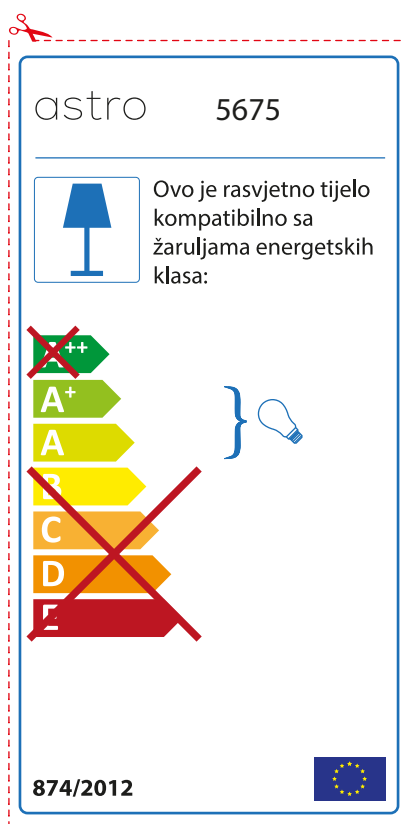 astro 5675
Ovo je rasvjetno tijelo
kompatibilno sa
žaruljama energetskih
klasa:
A++
A+
A
B
C
D
E
874/2012